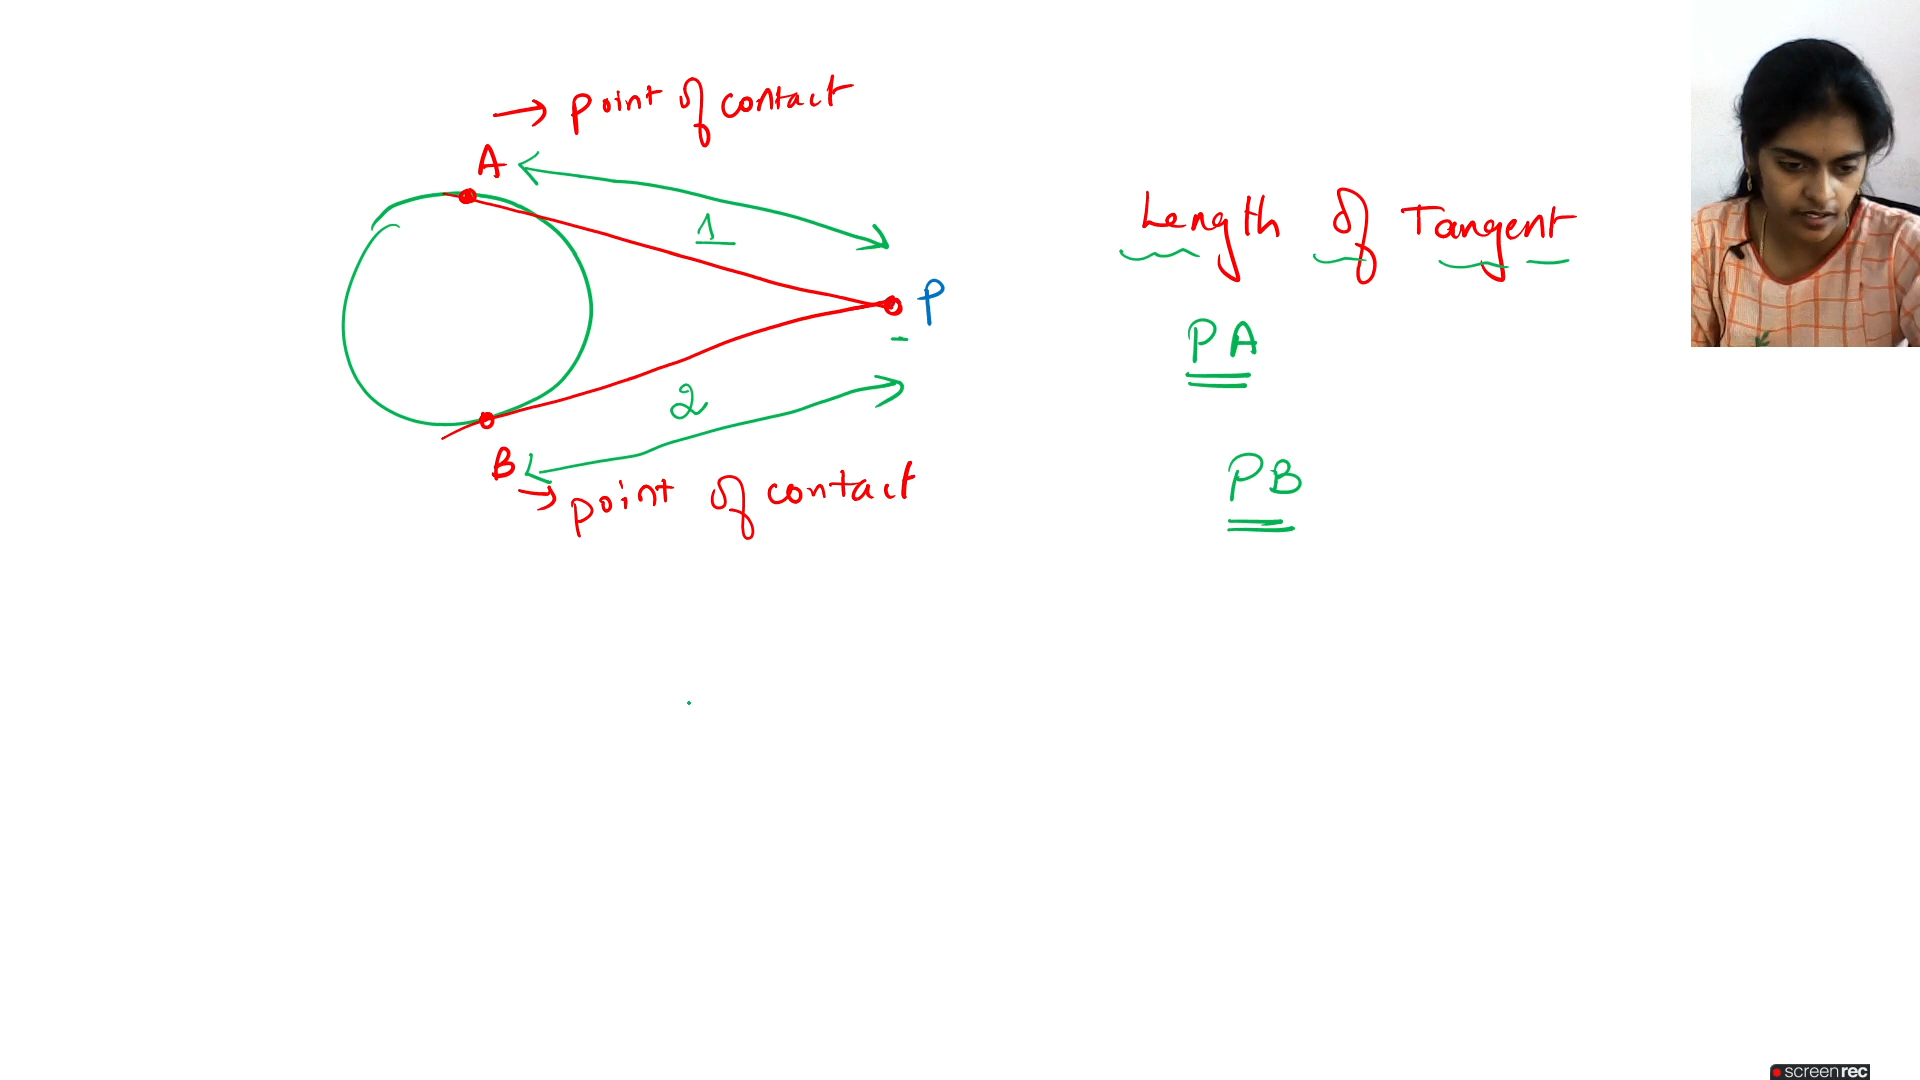 → point of contact
A
1
Length of Tangent
P
PA
2
PB
B
→ point of contact
screenrec